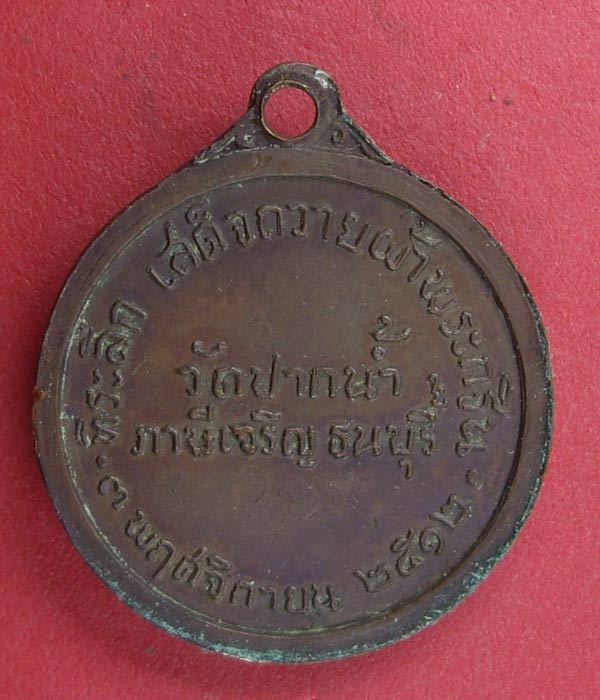 ที่ระลึก เสด็จถวายผ้าพระกฐิน
วัดปากน้ำ
ภาษีเจริญ ธนบุรี
๓ พฤศจิกายน ๒๕๑๒